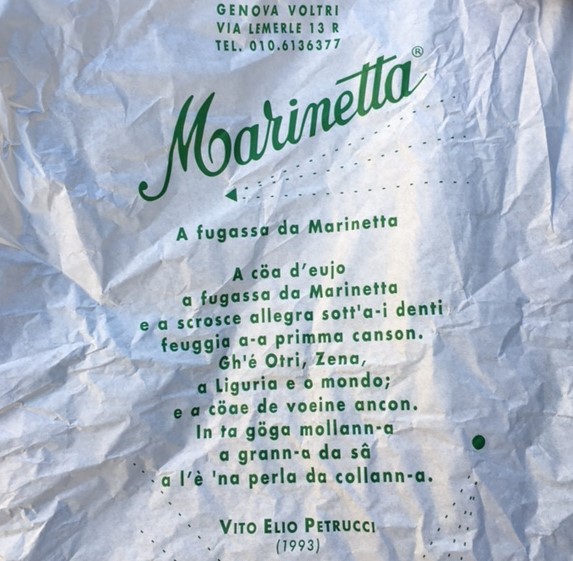 GENOVA VOLTRI
VIA LEMERLE 13 R
TEL. 010.6136377
Marinetta®
A fugassa da Marinetta
A cöa d'eujo
a fugassa da Marinetta
e a scrosce allegra sott'a-i denti
feuggia a-a primma canson.
Gh'é Otri, Zena,
a Liguria e o mondo;
e a cöae de voeine ancon.
In ta göga mollann-a
a grann-a da sâ
a l'è 'na perla da collann-a.
VITO ELIO PETRUCCI
(1993)